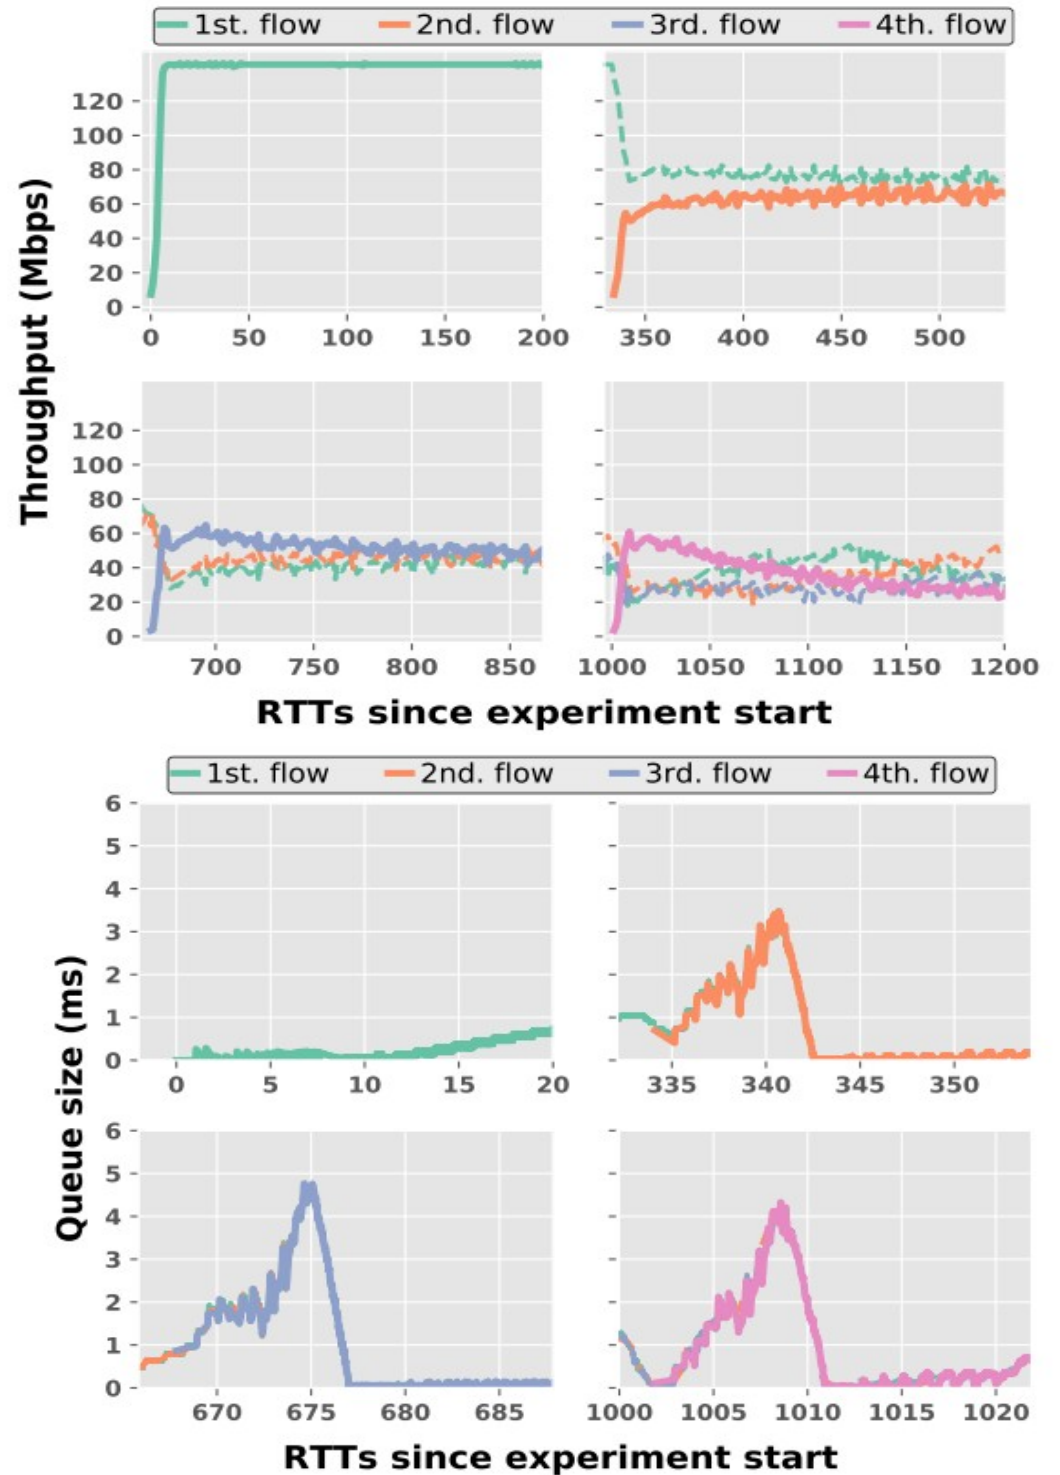 1st. flow 2nd. flow 3rd. flow 4th. flow
Throughput (Mbps)
120
100
80
60
40
20
0
0 50 100 150 200
350 400 450 500
120
100
80
60
40
20
0
700 750 800 850
1000 1050 1100 1150 1200
RTTs since experiment start
1st. flow 2nd. flow 3rd. flow 4th. flow
Queue size (ms)
6
5
4
3
2
1
0
0 5 10 15 20
335 340 345 350
6
5
4
3
2
1
0
670 675 680 685
1000 1005 1010 1015 1020
RTTs since experiment start